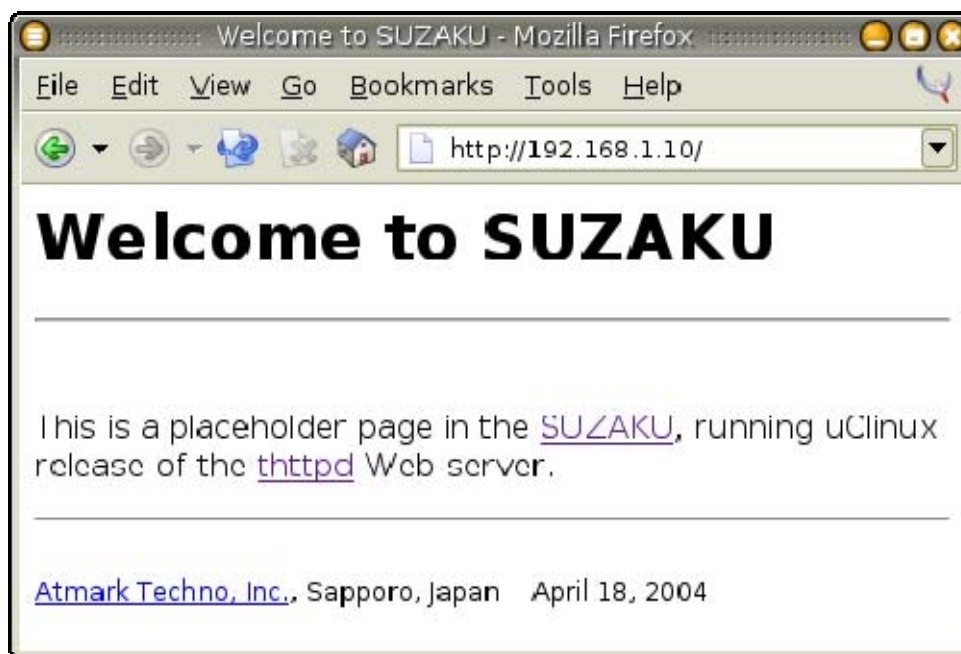 Welcome to SUZAKU - Mozilla Firefox
File Edit View Go Bookmarks Tools Help
http://192.168.1.10/
Welcome to SUZAKU
This is a placeholder page in the SUZAKU, running uClinux
release of the thttpd Web server.
Atmark Techno, Inc., Sapporo, Japan April 18, 2004